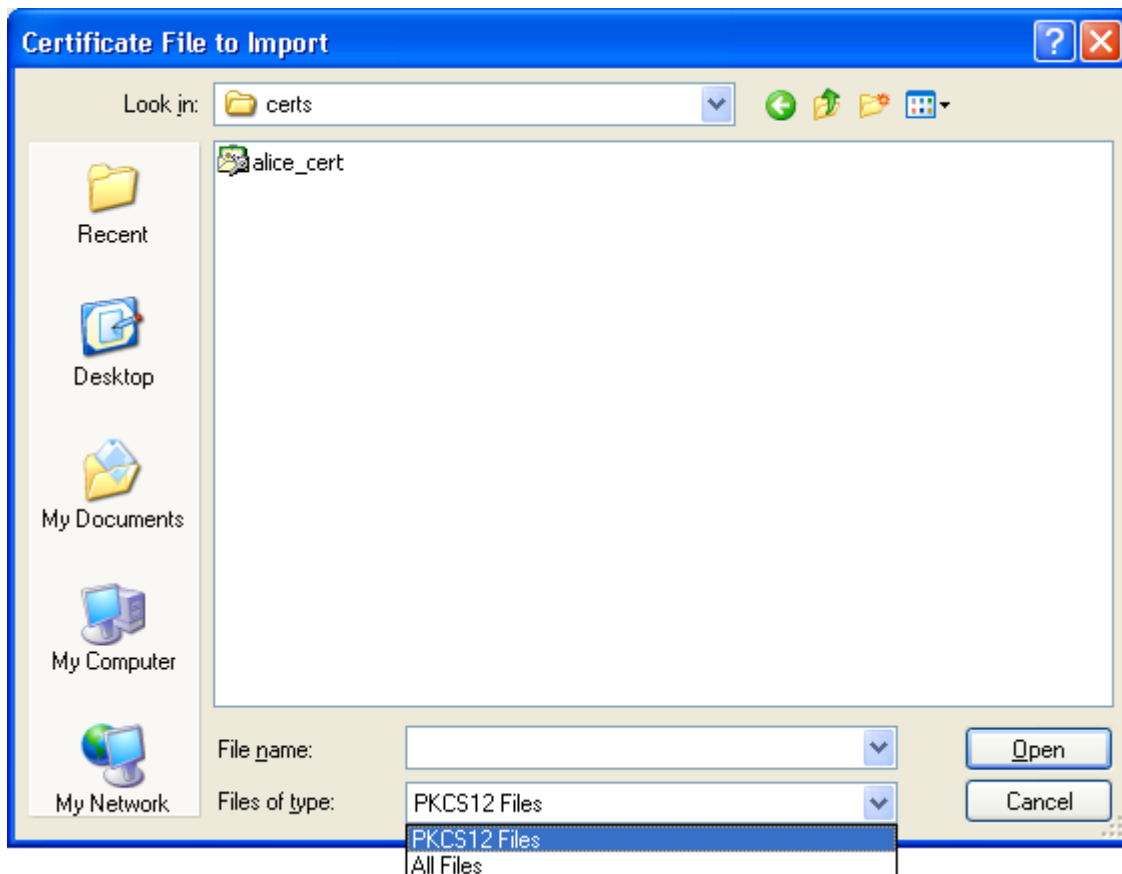 Certificate File to Import
Look in: certs
alice_cert
Recent
Desktop
My Documents
My Computer
My Network
File name:
Open
Files of type: PKCS12 Files
Cancel
PKCS12 Files
All Files